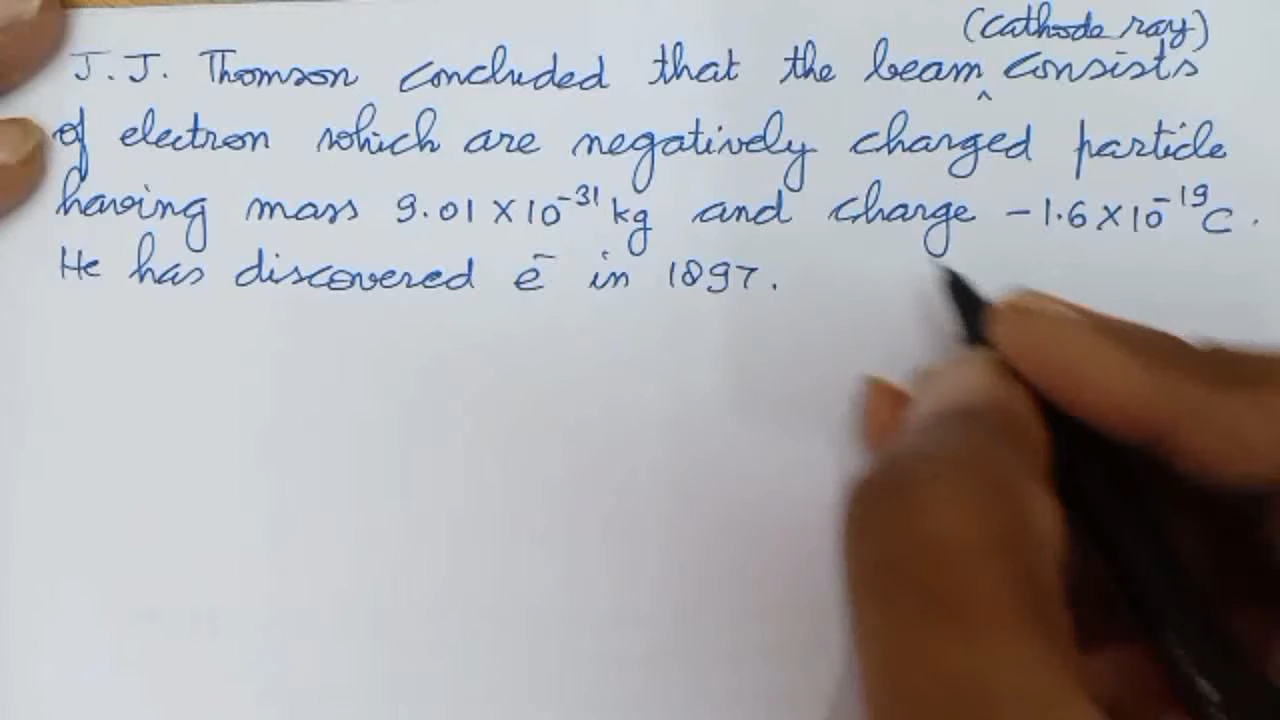 (cathode ray)
J.J. Thomson concluded that the beam ^ consists
of electron which are negatively charged particle
having mass 9.01 × 10⁻³¹ kg and charge −1.6 × 10⁻¹⁹ C.
He has discovered e⁻ in 1897.